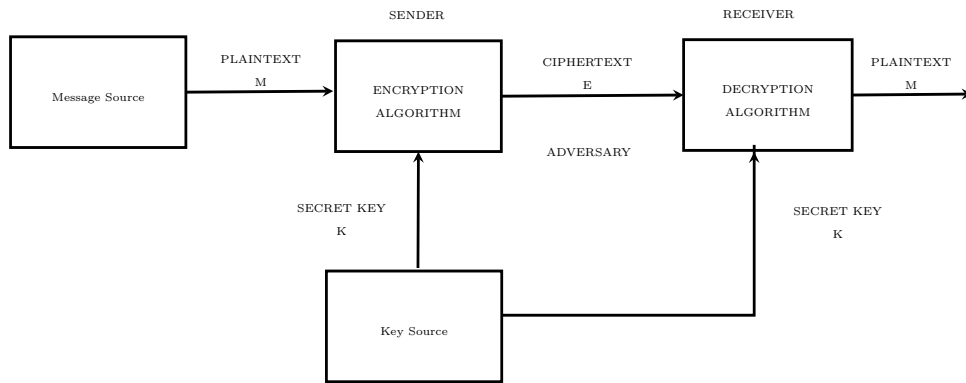 SENDER
RECEIVER
PLAINTEXT
M
CIPHERTEXT
E
PLAINTEXT
M
Message Source
ENCRYPTION
ALGORITHM
DECRYPTION
ALGORITHM
ADVERSARY
SECRET KEY
K
SECRET KEY
K
Key Source